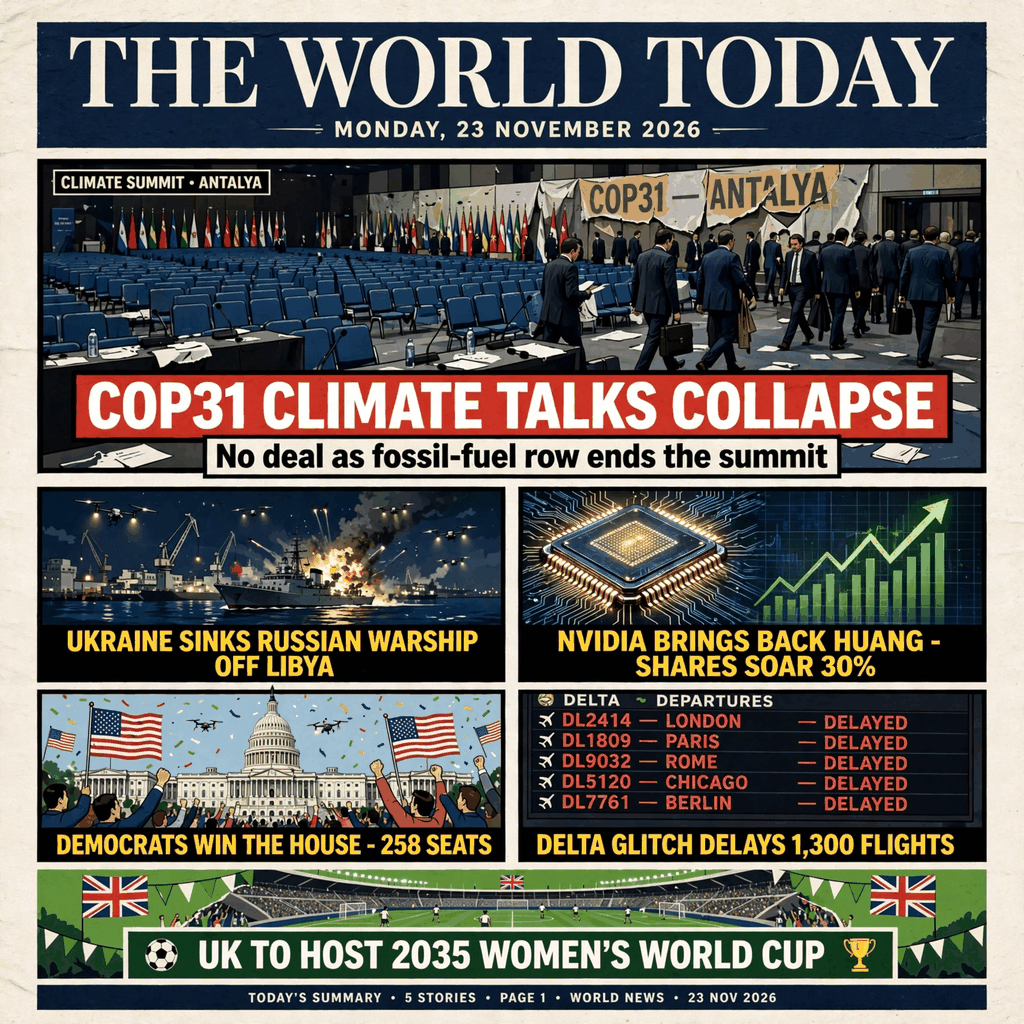 THE WORLD TODAY
MONDAY, 23 NOVEMBER 2026
CLIMATE SUMMIT • ANTALYA
COP31 — ANTALYA
COP31 CLIMATE TALKS COLLAPSE
No deal as fossil-fuel row ends the summit
UKRAINE SINKS RUSSIAN WARSHIP
OFF LIBYA
NVIDIA BRINGS BACK HUANG -
SHARES SOAR 30%
DEMOCRATS WIN THE HOUSE - 258 SEATS
DELTA ~ DEPARTURES
DL2414 — LONDON — DELAYED
DL1809 — PARIS — DELAYED
DL9032 — ROME — DELAYED
DL5120 — CHICAGO — DELAYED
DL7761 — BERLIN — DELAYED
DELTA GLITCH DELAYS 1,300 FLIGHTS
UK TO HOST 2035 WOMEN'S WORLD CUP
TODAY'S SUMMARY • 5 STORIES • PAGE 1 • WORLD NEWS • 23 NOV 2026